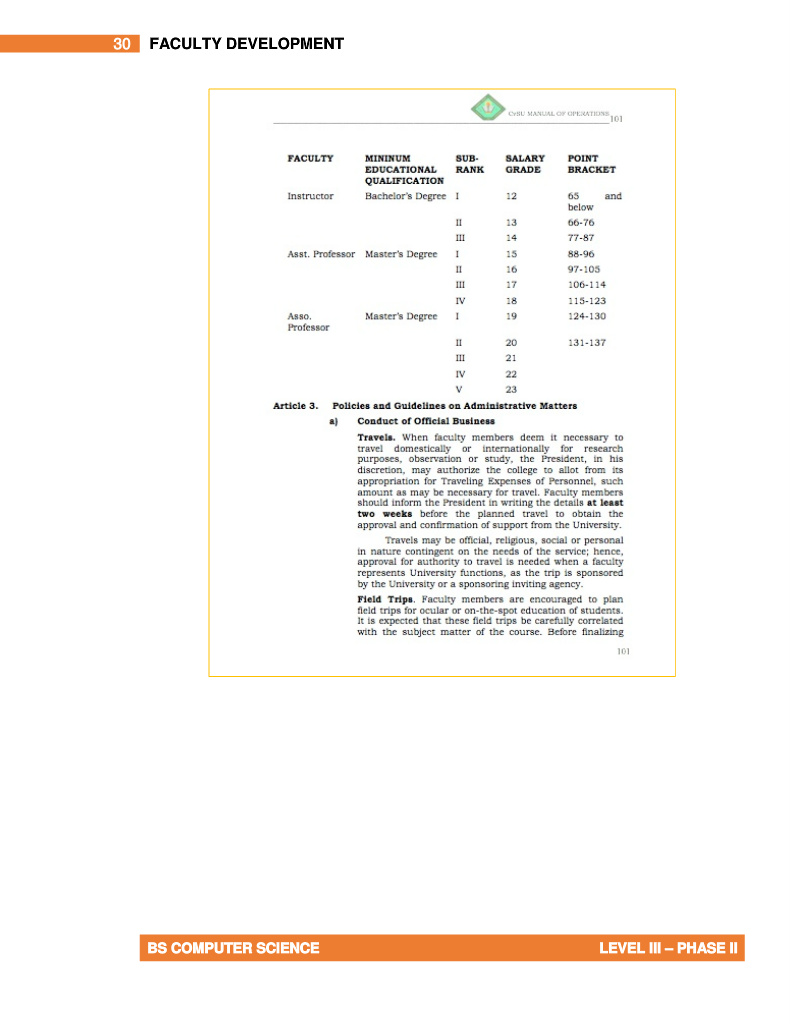 30 FACULTY DEVELOPMENT
CvSU MANUAL OF OPERATIONS 101
FACULTY MININUM SUB- SALARY POINT
EDUCATIONAL RANK GRADE BRACKET
QUALIFICATION
Instructor Bachelor's Degree I 12 65 and
below
II 13 66-76
III 14 77-87
Asst. Professor Master's Degree I 15 88-96
II 16 97-105
III 17 106-114
IV 18 115-123
Asso. Master's Degree I 19 124-130
Professor
II 20 131-137
III 21
IV 22
V 23
Article 3. Policies and Guidelines on Administrative Matters
a) Conduct of Official Business
Travels. When faculty members deem it necessary to
travel domestically or internationally for research
purposes, observation or study, the President, in his
discretion, may authorize the college to allot from its
appropriation for Traveling Expenses of Personnel, such
amount as may be necessary for travel. Faculty members
should inform the President in writing the details at least
two weeks before the planned travel to obtain the
approval and confirmation of support from the University.
Travels may be official, religious, social or personal
in nature contingent on the needs of the service; hence,
approval for authority to travel is needed when a faculty
represents University functions, as the trip is sponsored
by the University or a sponsoring inviting agency.
Field Trips. Faculty members are encouraged to plan
field trips for ocular or on-the-spot education of students.
It is expected that these field trips be carefully correlated
with the subject matter of the course. Before finalizing
101
BS COMPUTER SCIENCE LEVEL III – PHASE II